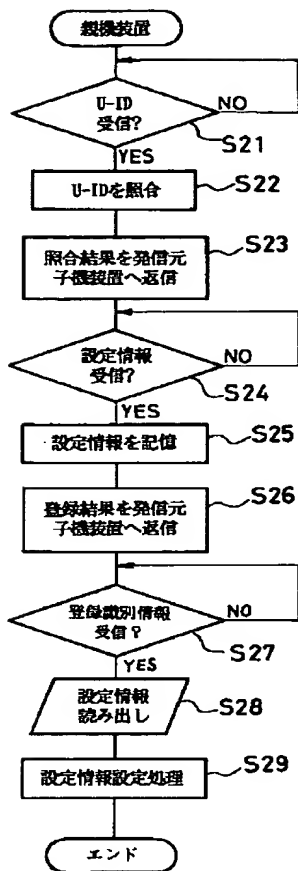 親機装置
U-ID
受信?
NO
S21
YES
U-IDを照合
S22
照合結果を発信元
子機装置へ返信
S23
設定情報
受信?
NO
S24
YES
設定情報を記憶
S25
登録結果を発信元
子機装置へ返信
S26
登録識別情報
受信?
NO
S27
YES
設定情報
読み出し
S28
設定情報設定処理
S29
エンド